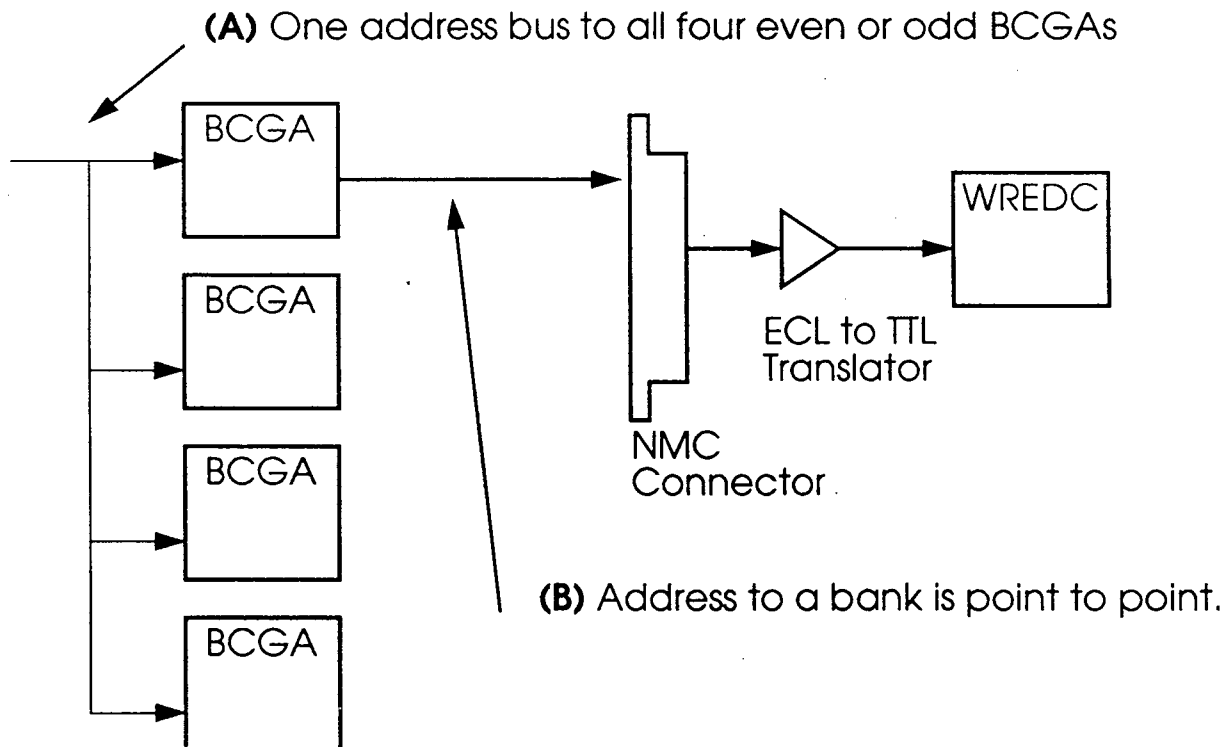 (A) One address bus to all four even or odd BCGAs
BCGA
WREDC
BCGA
ECL to TTL
Translator
NMC
Connector
BCGA
(B) Address to a bank is point to point.
BCGA